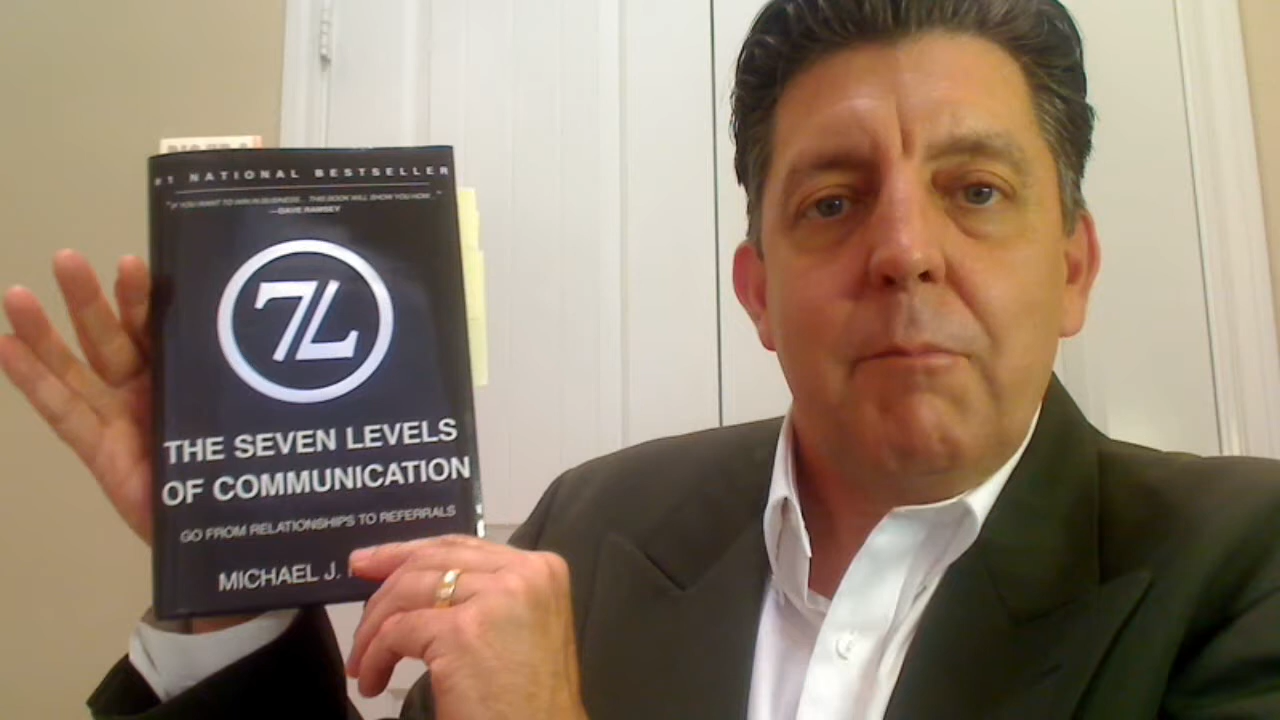 #1 NATIONAL BESTSELLER
"IF YOU WANT TO WIN IN BUSINESS... THIS BOOK WILL SHOW YOU HOW..."
—DAVE RAMSEY
7L
THE SEVEN LEVELS
OF COMMUNICATION
GO FROM RELATIONSHIPS TO REFERRALS
MICHAEL J.